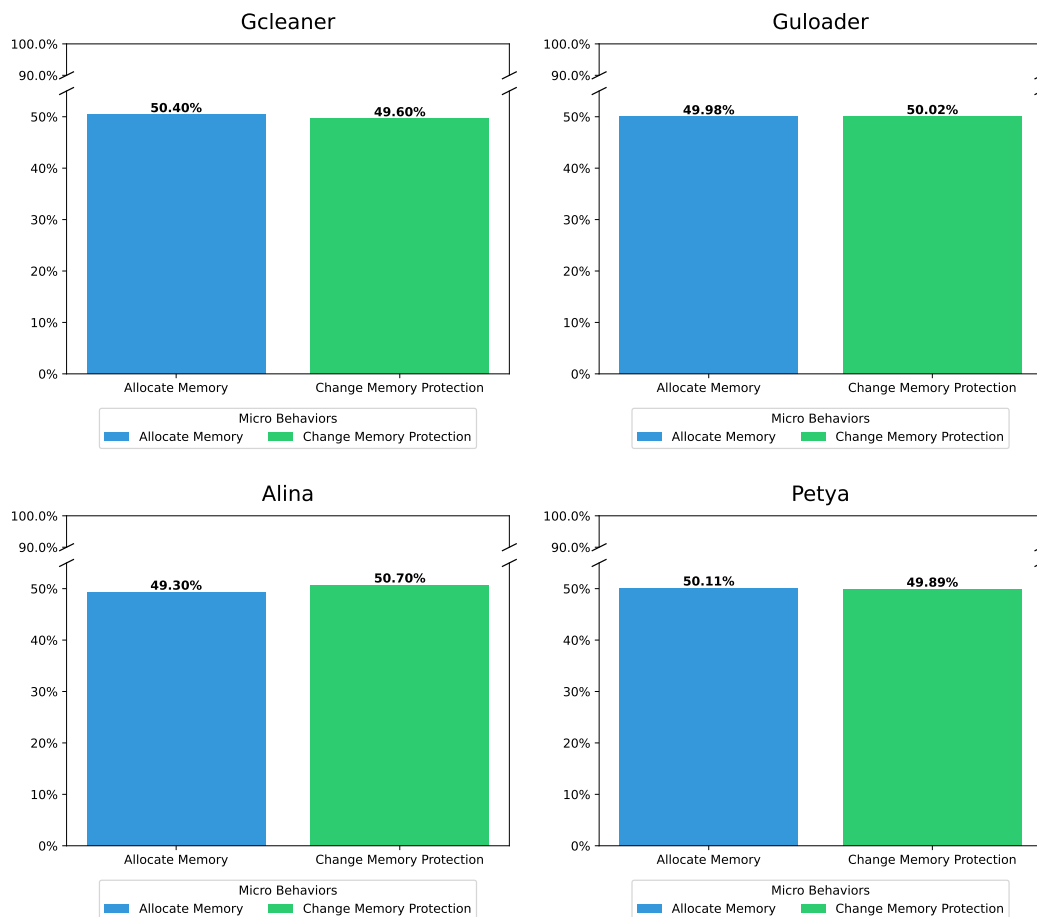 Gcleaner
100.0%
90.0%
50%
40%
30%
20%
10%
0%
50.40%
49.60%
Allocate Memory
Change Memory Protection
Micro Behaviors
Allocate Memory Change Memory Protection
Guloader
100.0%
90.0%
50%
40%
30%
20%
10%
0%
49.98%
50.02%
Allocate Memory
Change Memory Protection
Micro Behaviors
Allocate Memory Change Memory Protection
Alina
100.0%
90.0%
50%
40%
30%
20%
10%
0%
49.30%
50.70%
Allocate Memory
Change Memory Protection
Micro Behaviors
Allocate Memory Change Memory Protection
Petya
100.0%
90.0%
50%
40%
30%
20%
10%
0%
50.11%
49.89%
Allocate Memory
Change Memory Protection
Micro Behaviors
Allocate Memory Change Memory Protection